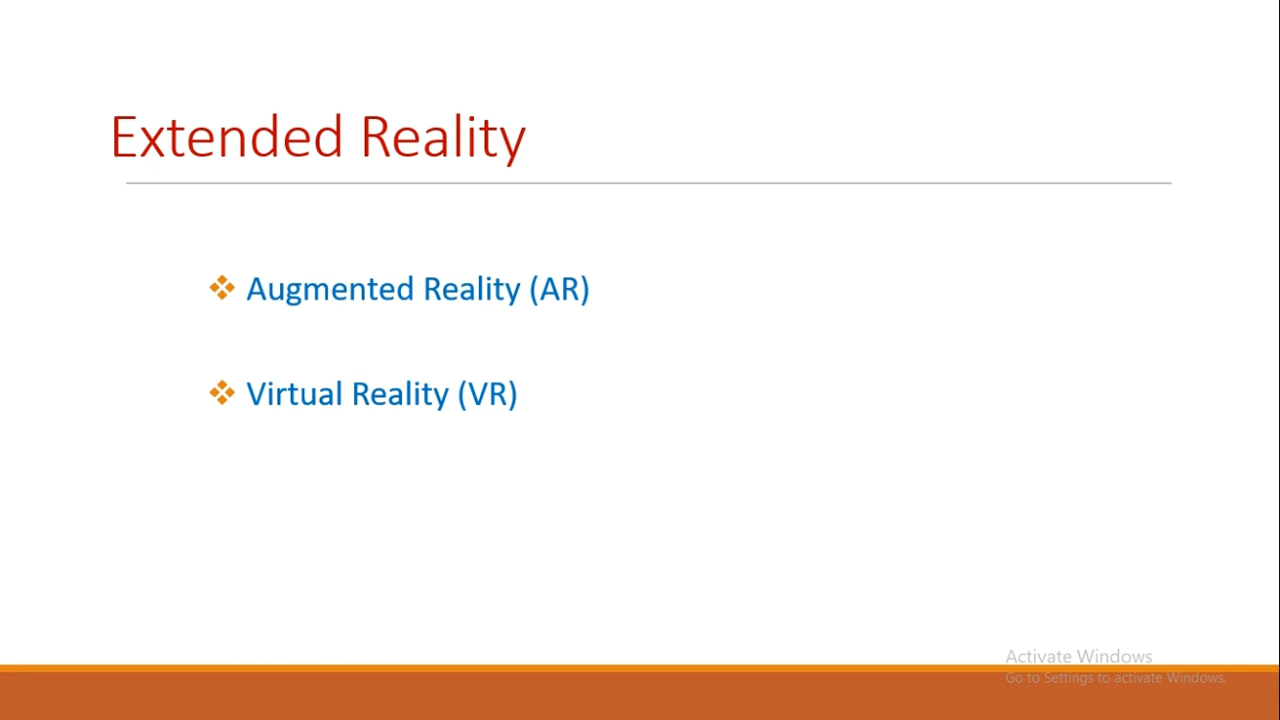 Extended Reality
Augmented Reality (AR)
Virtual Reality (VR)
Activate Windows
Go to Settings to activate Windows.